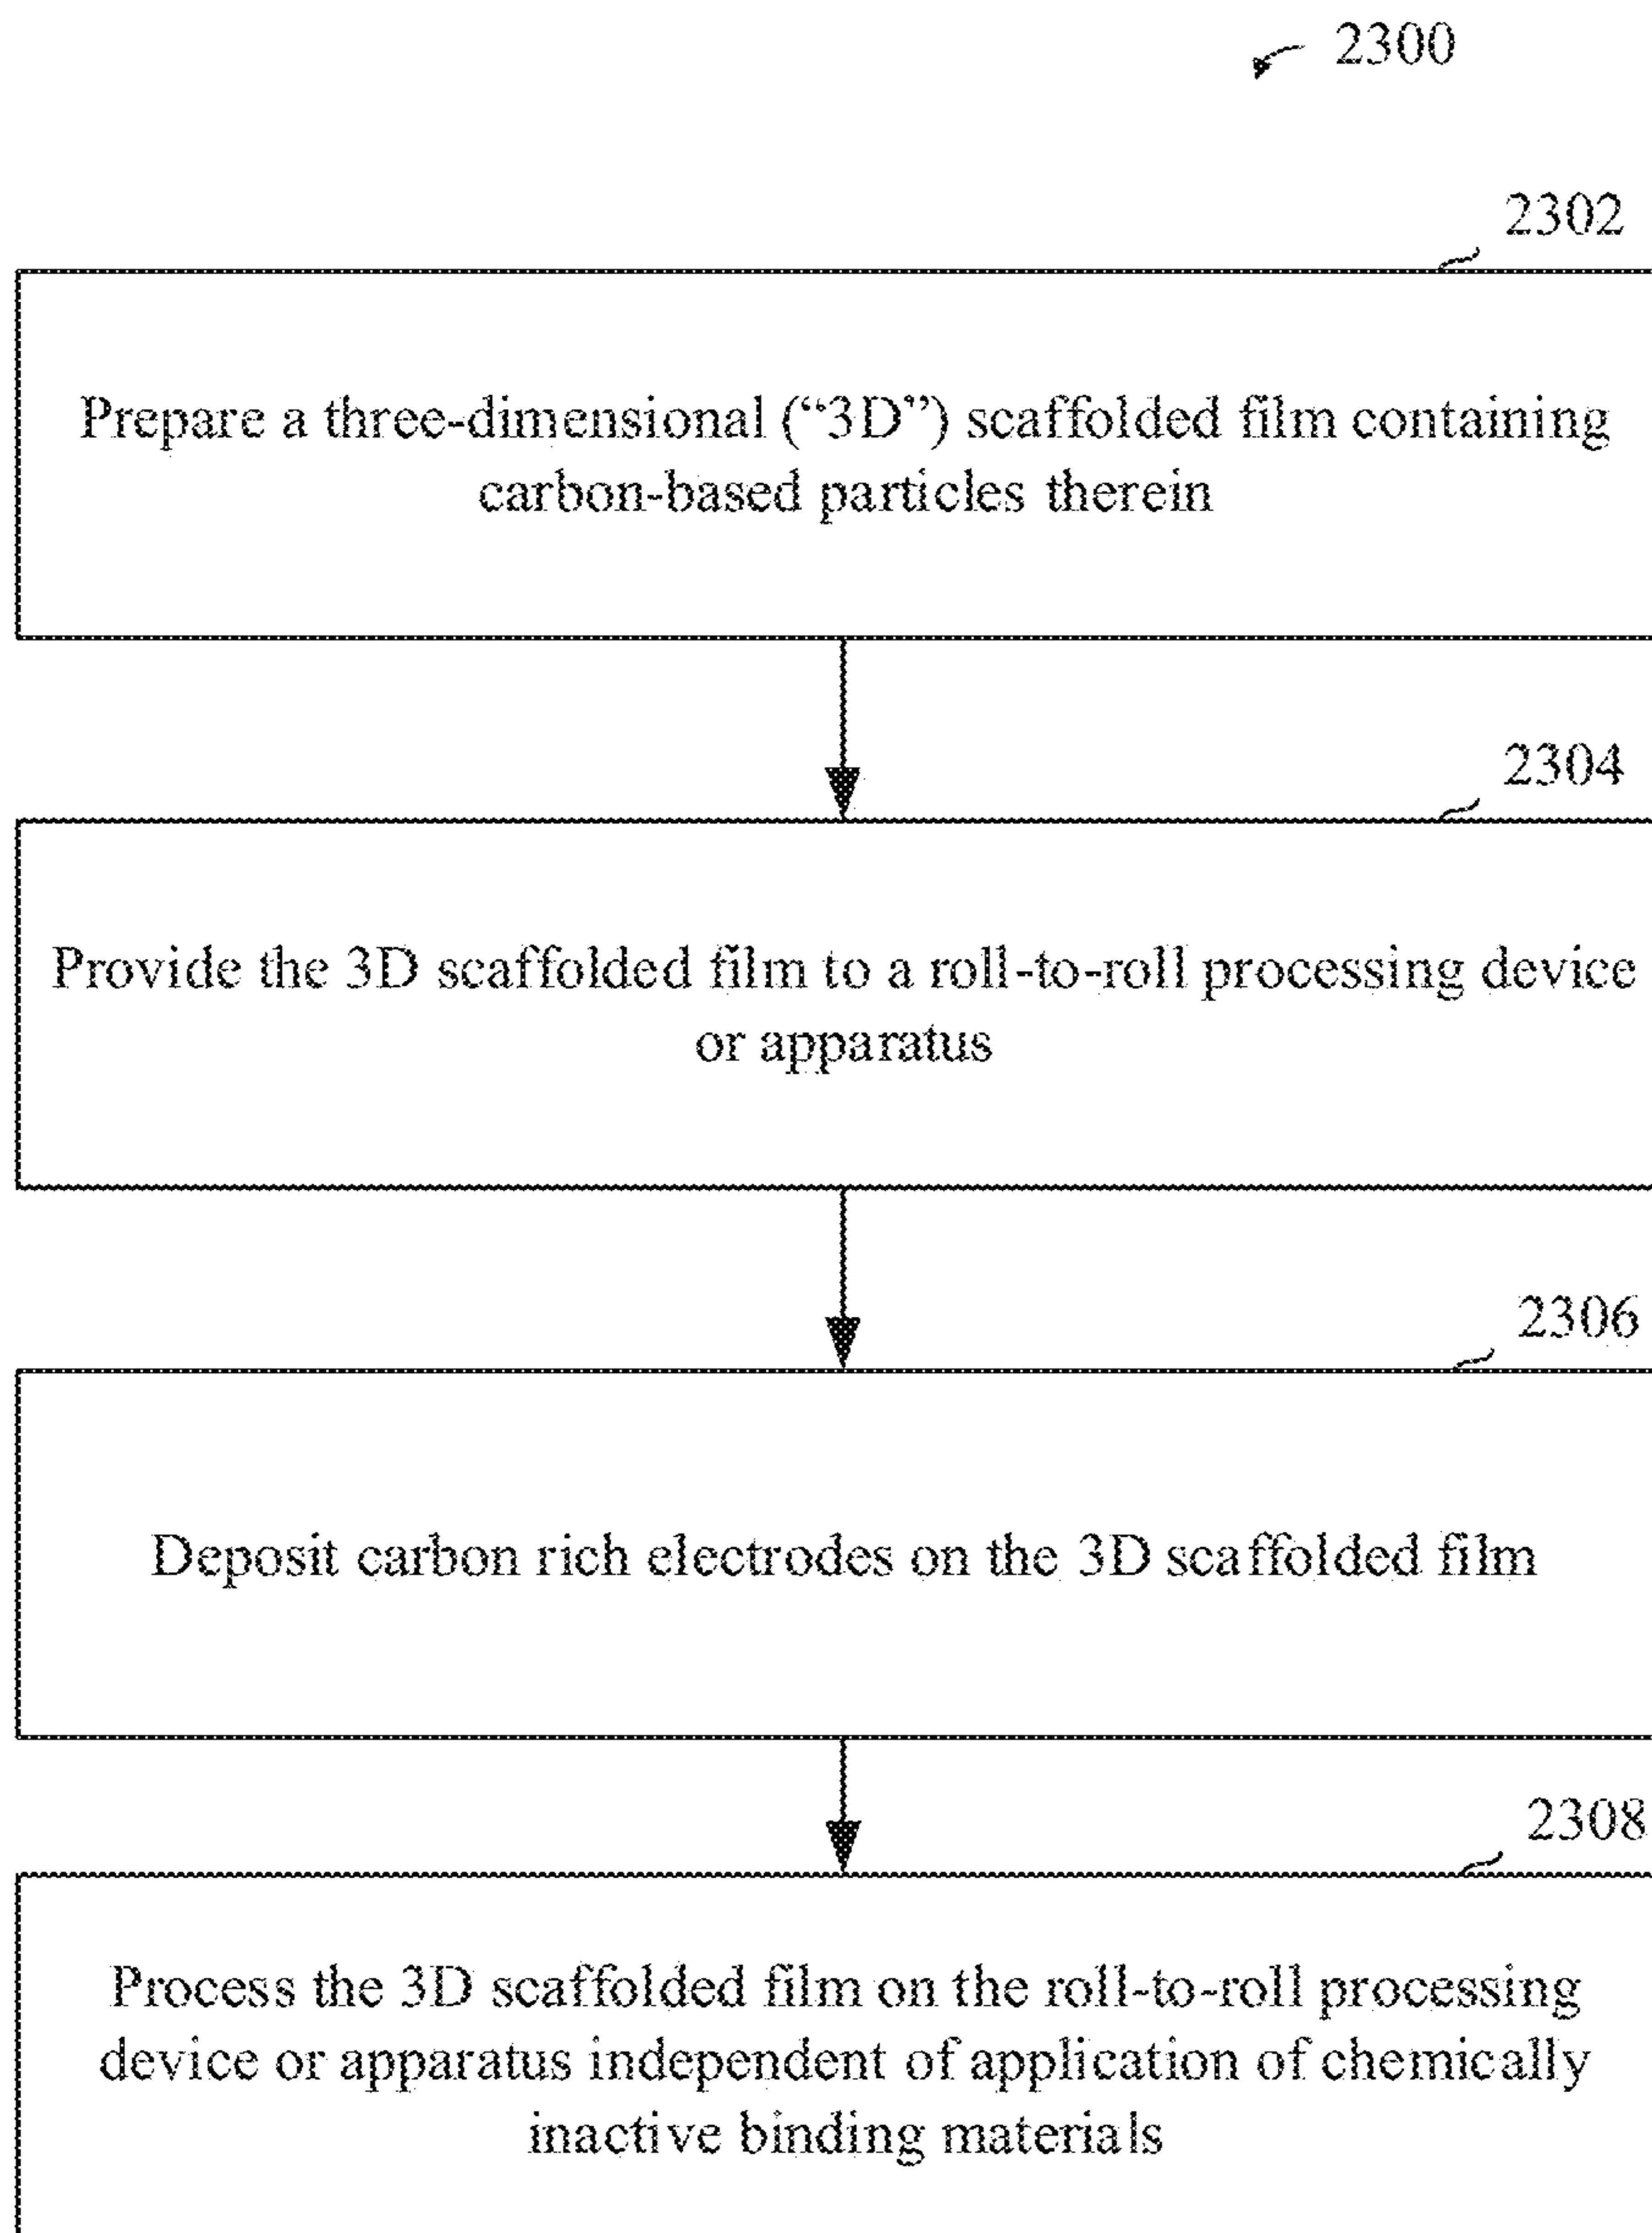 2300
2302
Prepare a three-dimensional (“3D”) scaffolded film containing
carbon-based particles therein
2304
Provide the 3D scaffolded film to a roll-to-roll processing device
or apparatus
2306
Deposit carbon rich electrodes on the 3D scaffolded film
2308
Process the 3D scaffolded film on the roll-to-roll processing
device or apparatus independent of application of chemically
inactive binding materials